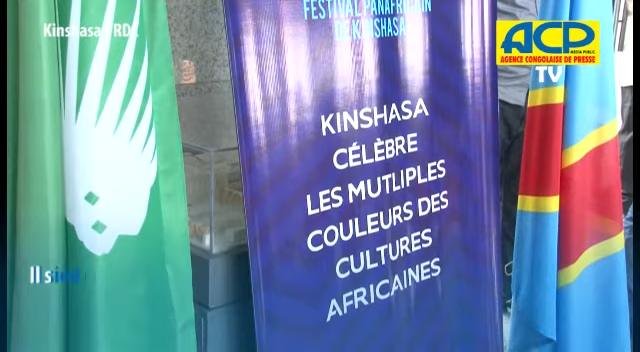 Kinshasa RDC
FESTIVAL PANAFRICAIN
DE KINSHASA
ACP
MEDIA PUBLIC
AGENCE CONGOLAISE DE PRESSE
TV
KINSHASA
CÉLÈBRE
LES MUTLIPLES
COULEURS DES
CULTURES
AFRICAINES
Il